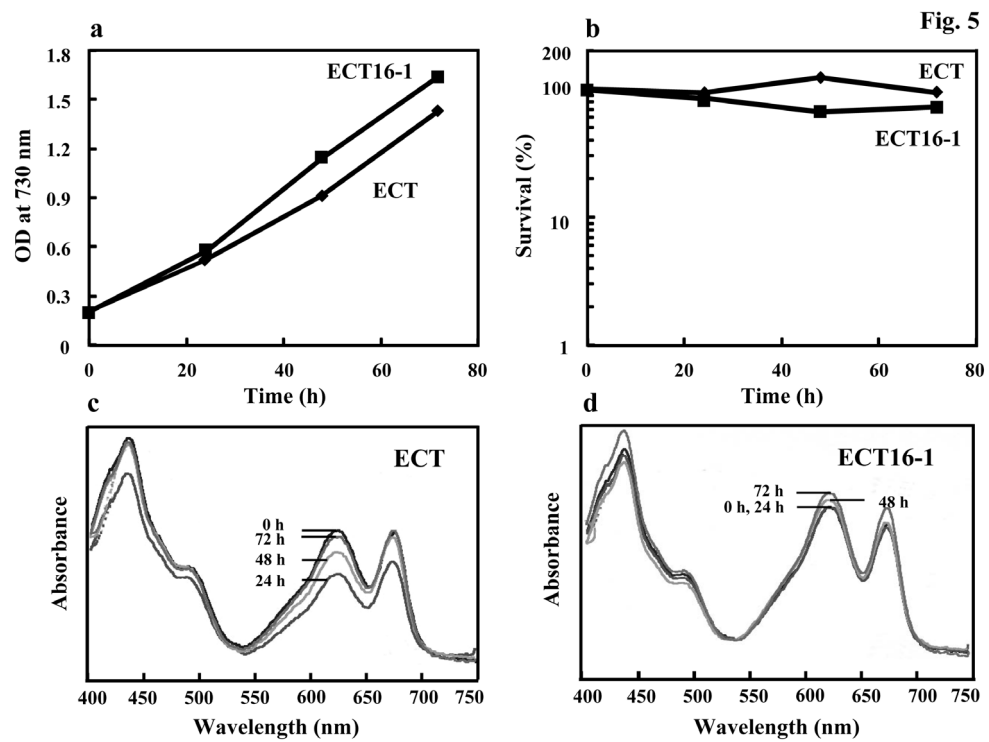 Fig. 5
a
1.8
1.5
1.2
0.9
0.6
0.3
0
OD at 730 nm
ECT16-1
ECT
0 20 40 60 80
Time (h)
b
200
100
10
1
Survival (%)
ECT
ECT16-1
0 20 40 60 80
Time (h)
c
ECT
Absorbance
0 h
72 h
48 h
24 h
400 450 500 550 600 650 700 750
Wavelength (nm)
d
ECT16-1
Absorbance
72 h
0 h, 24 h
48 h
400 450 500 550 600 650 700 750
Wavelength (nm)